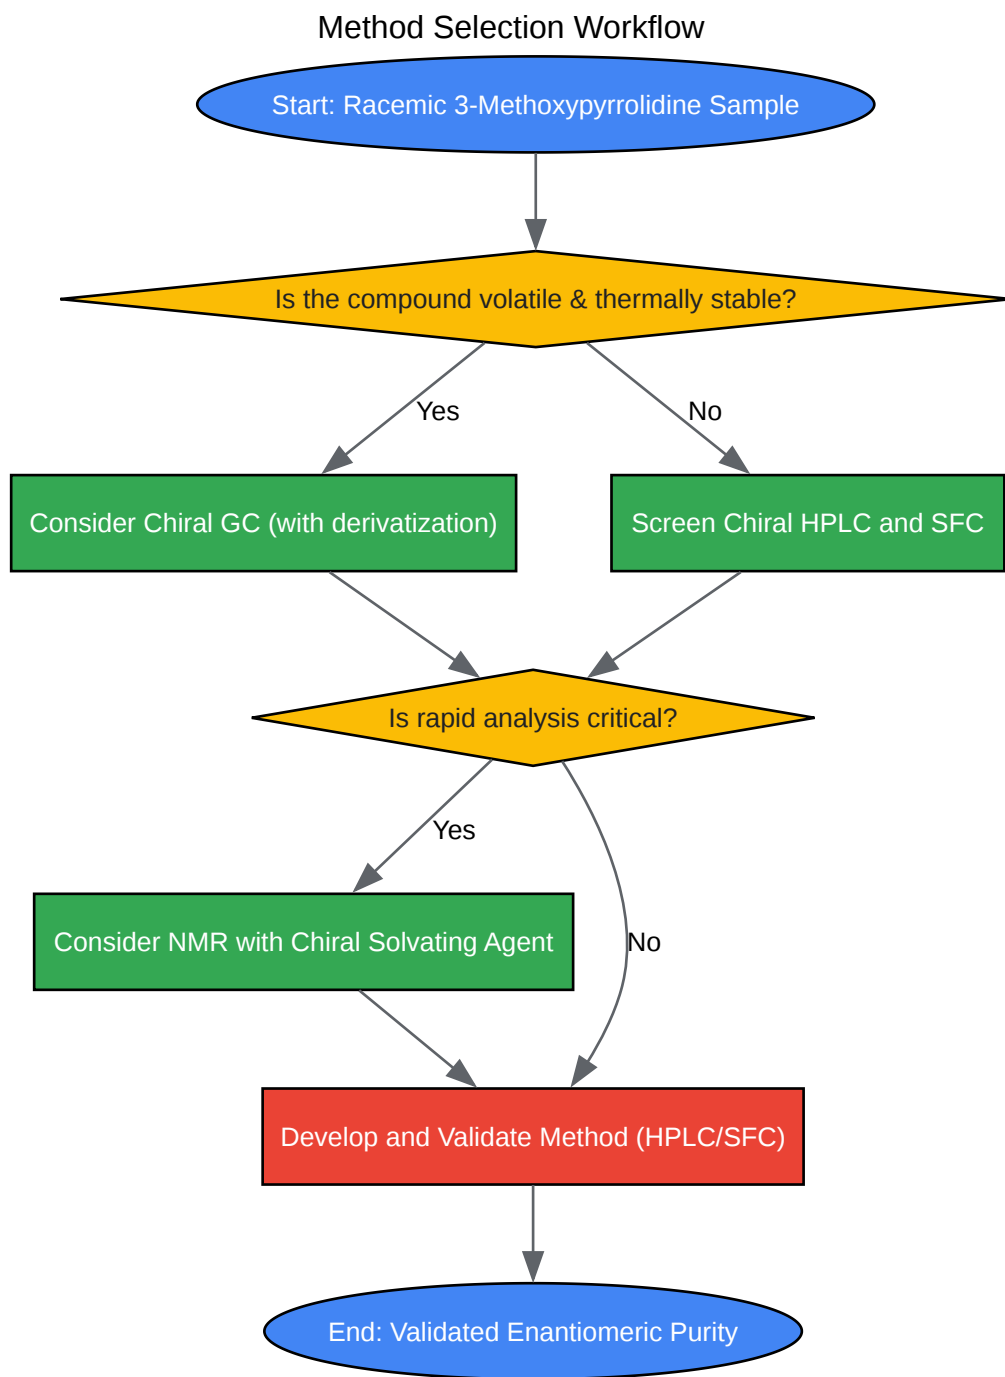 Method Selection Workflow
Start: Racemic 3-Methoxypyrrolidine Sample
Is the compound volatile & thermally stable?
Yes
No
Consider Chiral GC (with derivatization)
Screen Chiral HPLC and SFC
Is rapid analysis critical?
Yes
Consider NMR with Chiral Solvating Agent
No
Develop and Validate Method (HPLC/SFC)
End: Validated Enantiomeric Purity